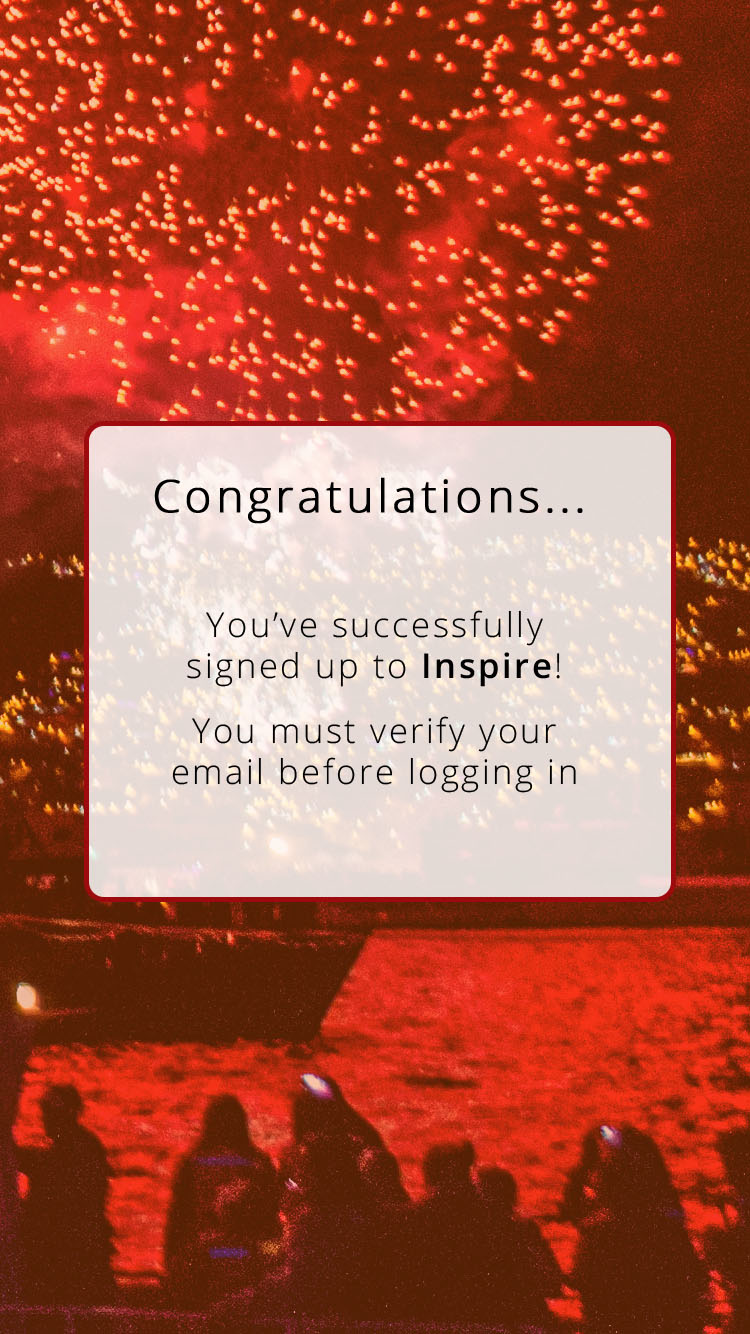 Congratulations...
You’ve successfully
signed up to Inspire!
You must verify your
email before logging in